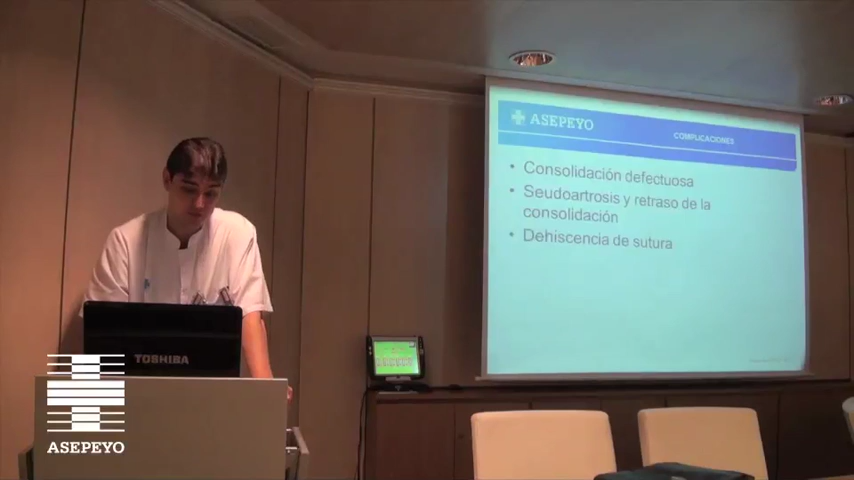 ASEPEYO
COMPLICACIONES
• Consolidación defectuosa
• Seudoartrosis y retraso de la
consolidación
• Dehiscencia de sutura
TOSHIBA
ASEPEYO